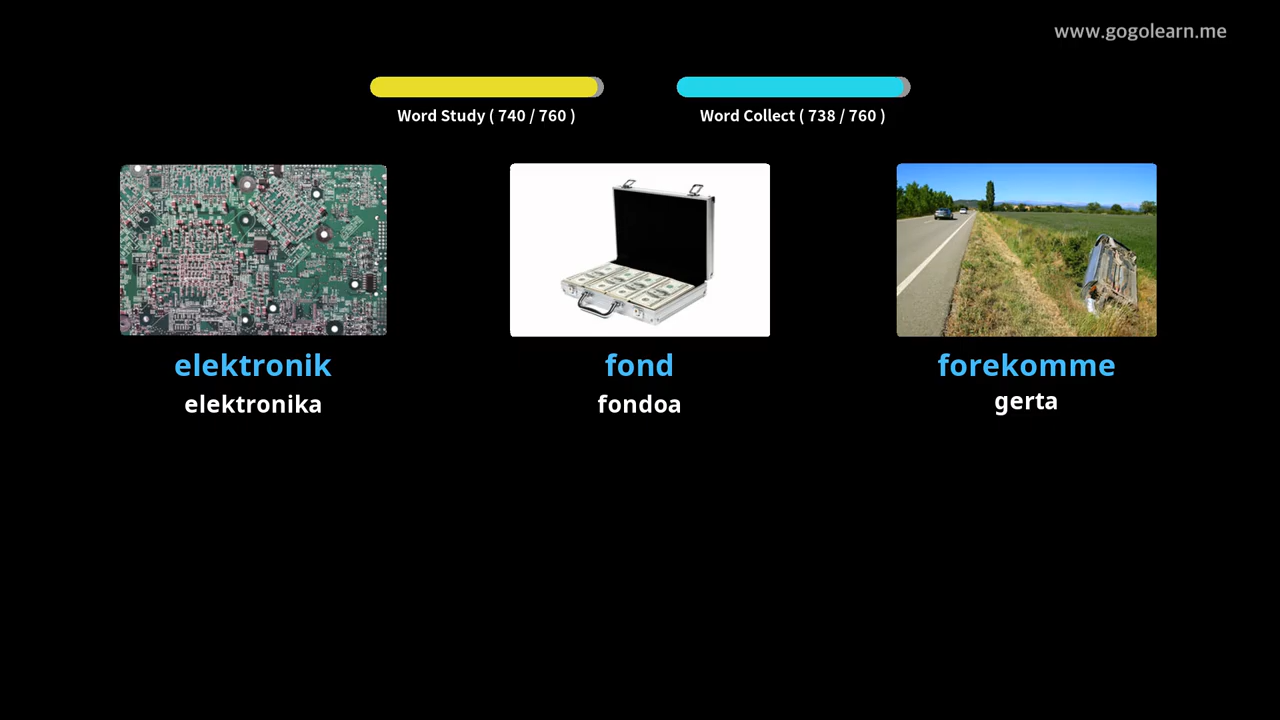 www.gogolearn.me
Word Study ( 740 / 760 )
Word Collect ( 738 / 760 )
elektronik
elektronika
fond
fondoa
forekomme
gerta